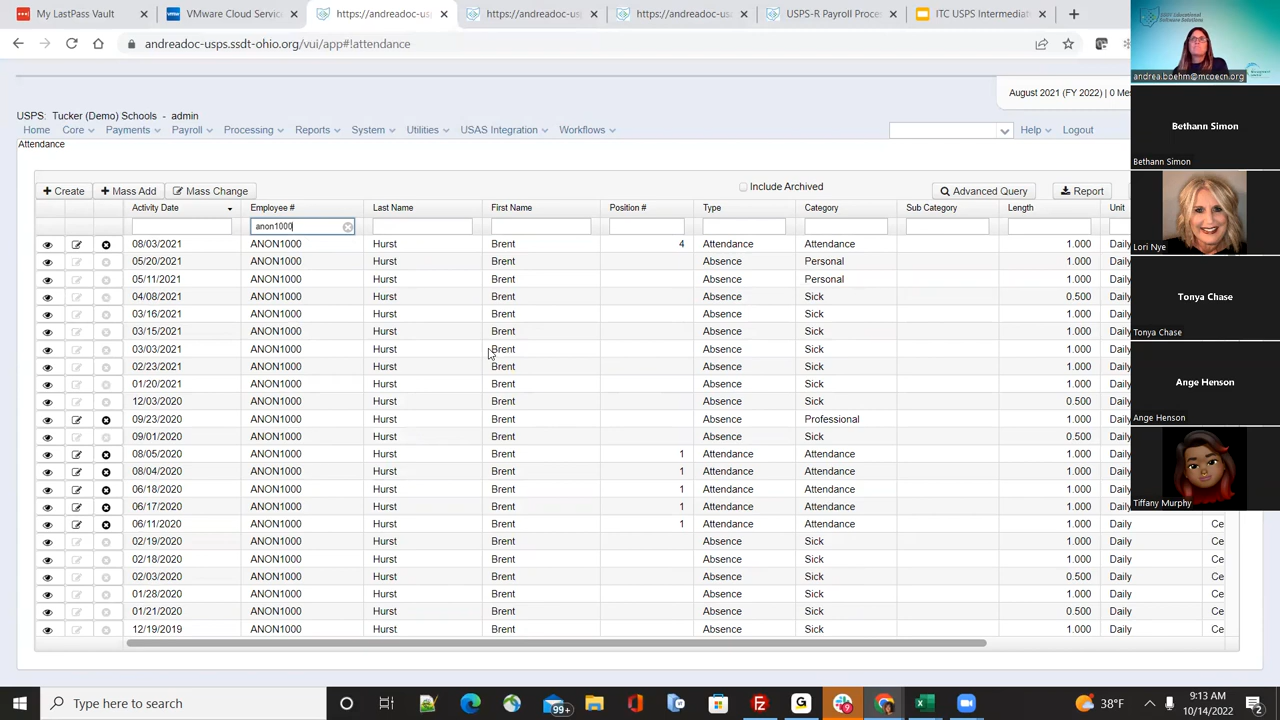 My LastPass Vault
VMware Cloud Service
https://andreadoc-us
https://andreadoc-us
USPS-R Payroll Proce
ITC USPS Intermediat
andreadoc-usps.ssdt-ohio.org/vui/app#!attendance
August 2021 (FY 2022) | 0 Mes
USPS: Tucker (Demo) Schools - admin
Home Core Payments Payroll Processing Reports System Utilities USAS Integration Workflows Help Logout
Attendance
Create Mass Add Mass Change Include Archived Advanced Query Report
Activity Date Employee # Last Name First Name Position # Type Category Sub Category Length Unit
anon1000
08/03/2021 ANON1000 Hurst Brent 4 Attendance Attendance 1.000 Daily
05/20/2021 ANON1000 Hurst Brent Absence Personal 1.000 Daily
05/11/2021 ANON1000 Hurst Brent Absence Personal 1.000 Daily
04/08/2021 ANON1000 Hurst Brent Absence Sick 0.500 Daily
03/16/2021 ANON1000 Hurst Brent Absence Sick 1.000 Daily
03/15/2021 ANON1000 Hurst Brent Absence Sick 1.000 Daily
03/03/2021 ANON1000 Hurst Brent Absence Sick 1.000 Daily
02/23/2021 ANON1000 Hurst Brent Absence Sick 1.000 Daily
01/20/2021 ANON1000 Hurst Brent Absence Sick 1.000 Daily
12/03/2020 ANON1000 Hurst Brent Absence Sick 0.500 Daily
09/23/2020 ANON1000 Hurst Brent Absence Professional 1.000 Daily
09/01/2020 ANON1000 Hurst Brent Absence Sick 0.500 Daily
08/05/2020 ANON1000 Hurst Brent 1 Attendance Attendance 1.000 Daily
08/04/2020 ANON1000 Hurst Brent 1 Attendance Attendance 1.000 Daily
06/18/2020 ANON1000 Hurst Brent 1 Attendance Attendance 1.000 Daily
06/17/2020 ANON1000 Hurst Brent 1 Attendance Attendance 1.000 Daily
06/11/2020 ANON1000 Hurst Brent 1 Attendance Attendance 1.000 Daily Ce
02/19/2020 ANON1000 Hurst Brent Absence Sick 1.000 Daily Ce
02/18/2020 ANON1000 Hurst Brent Absence Sick 1.000 Daily Ce
02/03/2020 ANON1000 Hurst Brent Absence Sick 0.500 Daily Ce
01/28/2020 ANON1000 Hurst Brent Absence Sick 1.000 Daily Ce
01/21/2020 ANON1000 Hurst Brent Absence Sick 0.500 Daily Ce
12/19/2019 ANON1000 Hurst Brent Absence Sick 1.000 Daily Ce
andrea.boehm@mcoecn.org
Bethann Simon
Bethann Simon
Lori Nye
Tonya Chase
Tonya Chase
Ange Henson
Ange Henson
Tiffany Murphy
Type here to search
99+
38°F
9:13 AM
10/14/2022
2